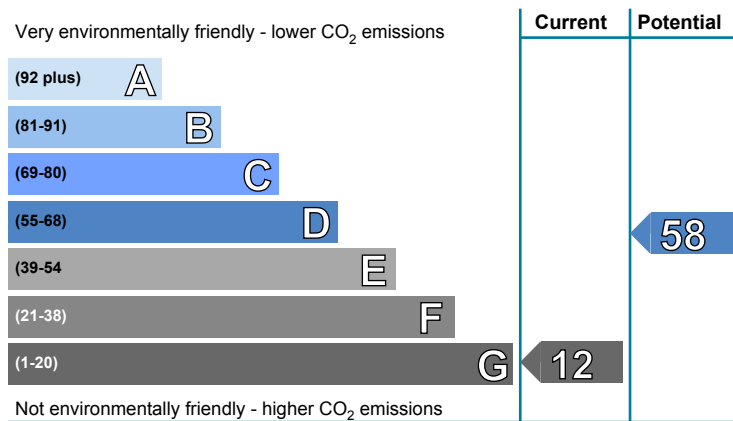 Very environmentally friendly - lower CO2 emissions
Current
Potential
(92 plus) A
(81-91) B
(69-80) C
(55-68) D
58
(39-54 E
(21-38) F
(1-20) G
12
Not environmentally friendly - higher CO2 emissions